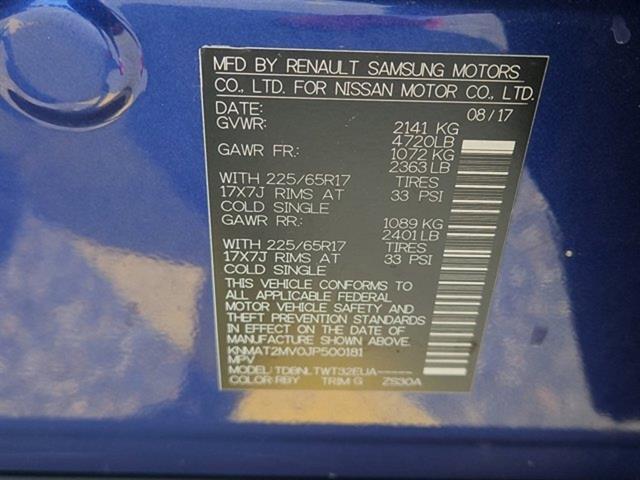 MFD BY RENAULT SAMSUNG MOTORS
CO., LTD. FOR NISSAN MOTOR CO., LTD.
DATE: 08/17
GVWR: 2141 KG
4720LB
GAWR FR: 1072 KG
2363 LB
WITH 225/65R17 TIRES
17X7J RIMS AT 33 PSI
COLD SINGLE
GAWR RR: 1089 KG
2401 LB
WITH 225/65R17 TIRES
17X7J RIMS AT 33 PSI
COLD SINGLE
THIS VEHICLE CONFORMS TO
ALL APPLICABLE FEDERAL
MOTOR VEHICLE SAFETY AND
THEFT PREVENTION STANDARDS
IN EFFECT ON THE DATE OF
MANUFACTURE SHOWN ABOVE.
KNMAT2MV0JP500181
MPV
MODEL: TDBNLTWT32EUA-----
COLOR RBY TRIM G ZS30A